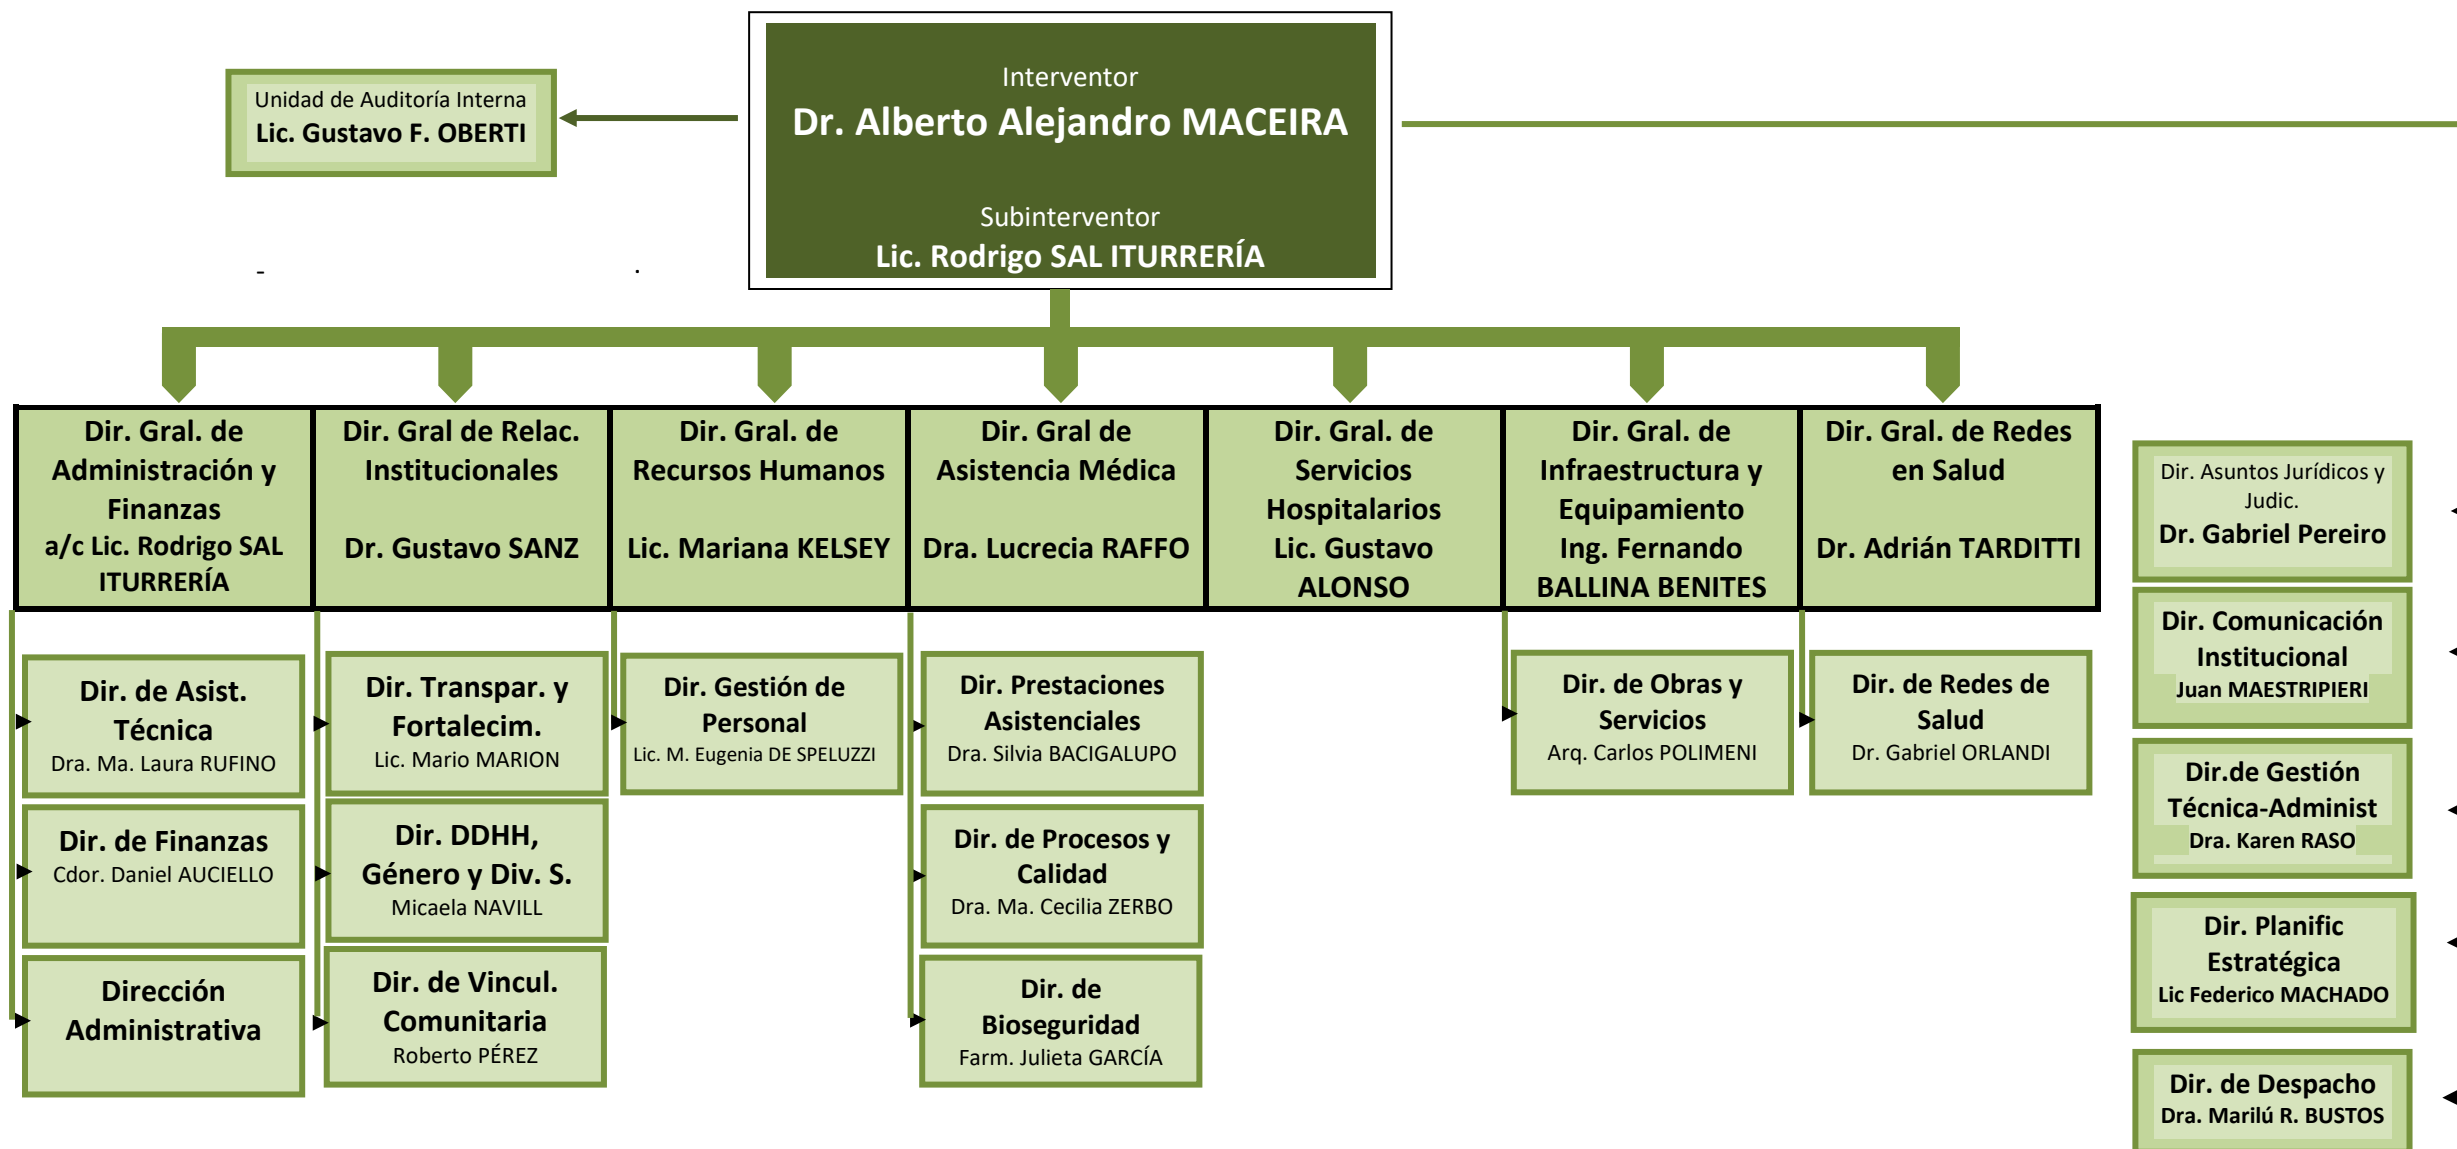 Unidad de Auditoría Interna
Lic. Gustavo F. OBERTI
Interventor
Dr. Alberto Alejandro MACEIRA
Subinterventor
Lic. Rodrigo SAL ITURRERÍA
-
.
Dir. Gral. de
Administración y
Finanzas
a/c Lic. Rodrigo SAL
ITURRERÍA
Dir. Gral de Relac.
Institucionales
Dr. Gustavo SANZ
Dir. Gral. de
Recursos Humanos
Lic. Mariana KELSEY
Dir. Gral de
Asistencia Médica
Dra. Lucrecia RAFFO
Dir. Gral. de
Servicios
Hospitalarios
Lic. Gustavo
ALONSO
Dir. Gral. de
Infraestructura y
Equipamiento
Ing. Fernando
BALLINA BENITES
Dir. Gral. de Redes
en Salud
Dr. Adrián TARDITTI
Dir. de Asist.
Técnica
Dra. Ma. Laura RUFINO
Dir. de Finanzas
Cdor. Daniel AUCIELLO
Dirección
Administrativa
Dir. Transpar. y
Fortalecim.
Lic. Mario MARION
Dir. DDHH,
Género y Div. S.
Micaela NAVILL
Dir. de Vincul.
Comunitaria
Roberto PÉREZ
Dir. Gestión de
Personal
Lic. M. Eugenia DE SPELUZZI
Dir. Prestaciones
Asistenciales
Dra. Silvia BACIGALUPO
Dir. de Procesos y
Calidad
Dra. Ma. Cecilia ZERBO
Dir. de
Bioseguridad
Farm. Julieta GARCÍA
Dir. de Obras y
Servicios
Arq. Carlos POLIMENI
Dir. de Redes de
Salud
Dr. Gabriel ORLANDI
Dir. Asuntos Jurídicos y
Judic.
Dr. Gabriel Pereiro
Dir. Comunicación
Institucional
Juan MAESTRIPIERI
Dir.de Gestión
Técnica-Administ
Dra. Karen RASO
Dir. Planific
Estratégica
Lic Federico MACHADO
Dir. de Despacho
Dra. Marilú R. BUSTOS